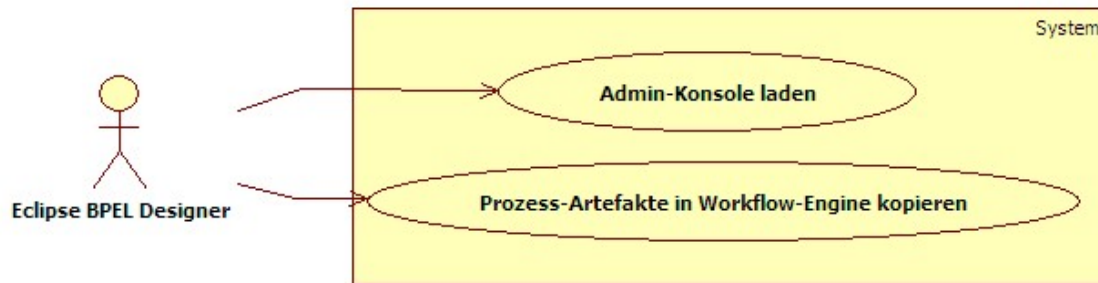 System
Admin-Konsole laden
Prozess-Artefakte in Workflow-Engine kopieren
Eclipse BPEL Designer